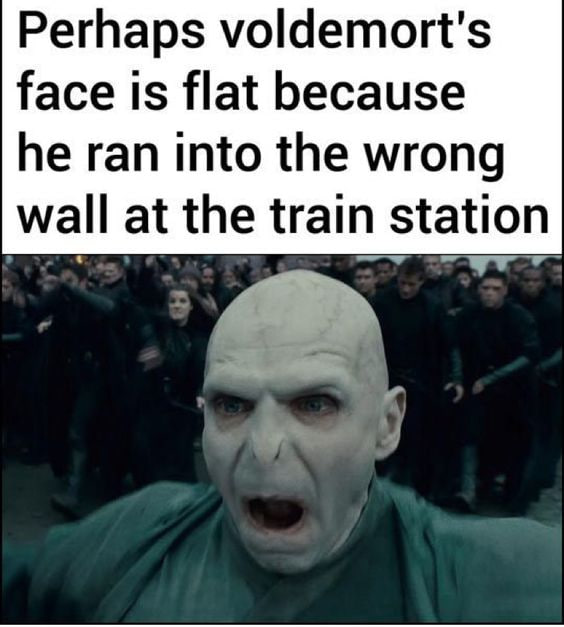 Perhaps voldemort's
face is flat because
he ran into the wrong
wall at the train station